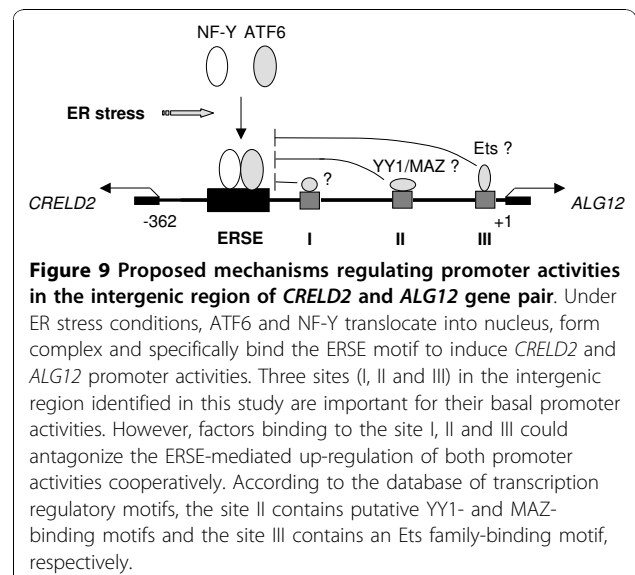 NF-Y ATF6
ER stress
Ets ?
YY1/MAZ ?
?
CRELD2
ALG12
-362
+1
ERSE
I
II
III
Figure 9 Proposed mechanisms regulating promoter activities
in the intergenic region of CRELD2 and ALG12 gene pair. Under
ER stress conditions, ATF6 and NF-Y translocate into nucleus, form
complex and specifically bind the ERSE motif to induce CRELD2 and
ALG12 promoter activities. Three sites (I, II and III) in the intergenic
region identified in this study are important for their basal promoter
activities. However, factors binding to the site I, II and III could
antagonize the ERSE-mediated up-regulation of both promoter
activities cooperatively. According to the database of transcription
regulatory motifs, the site II contains putative YY1- and MAZ-
binding motifs and the site III contains an Ets family-binding motif,
respectively.